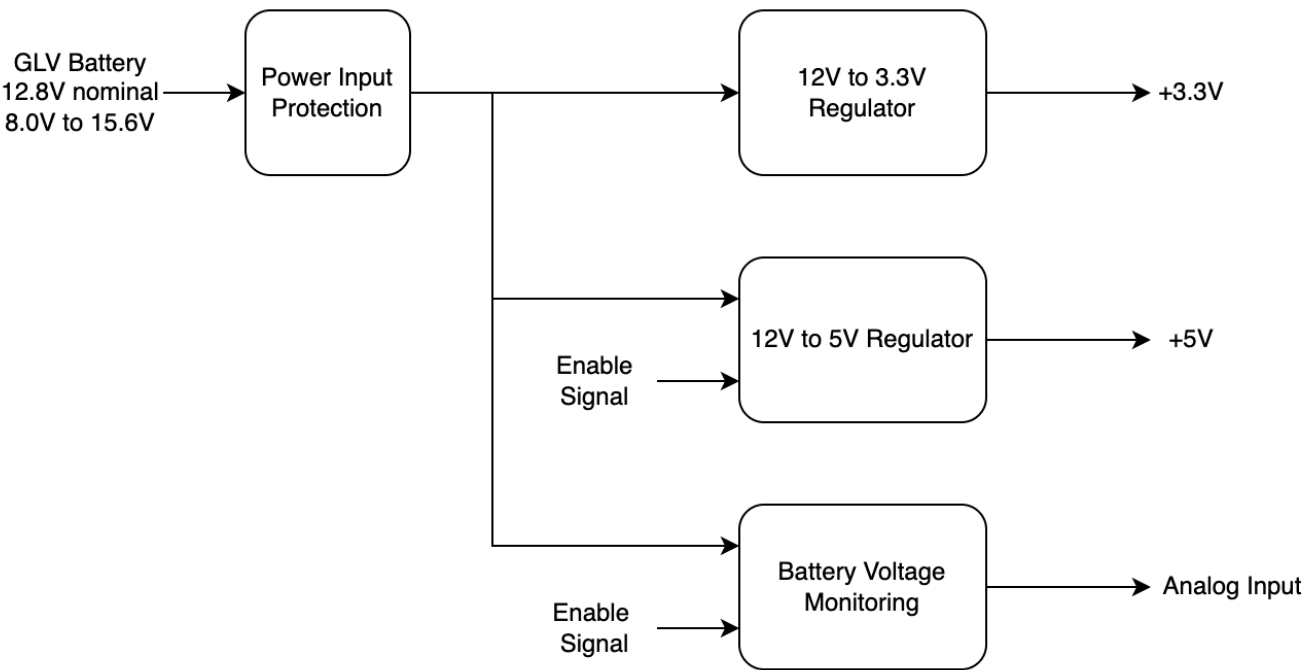 GLV Battery
12.8V nominal
8.0V to 15.6V
Power Input
Protection
12V to 3.3V
Regulator
+3.3V
12V to 5V Regulator
+5V
Enable
Signal
Battery Voltage
Monitoring
Analog Input
Enable
Signal